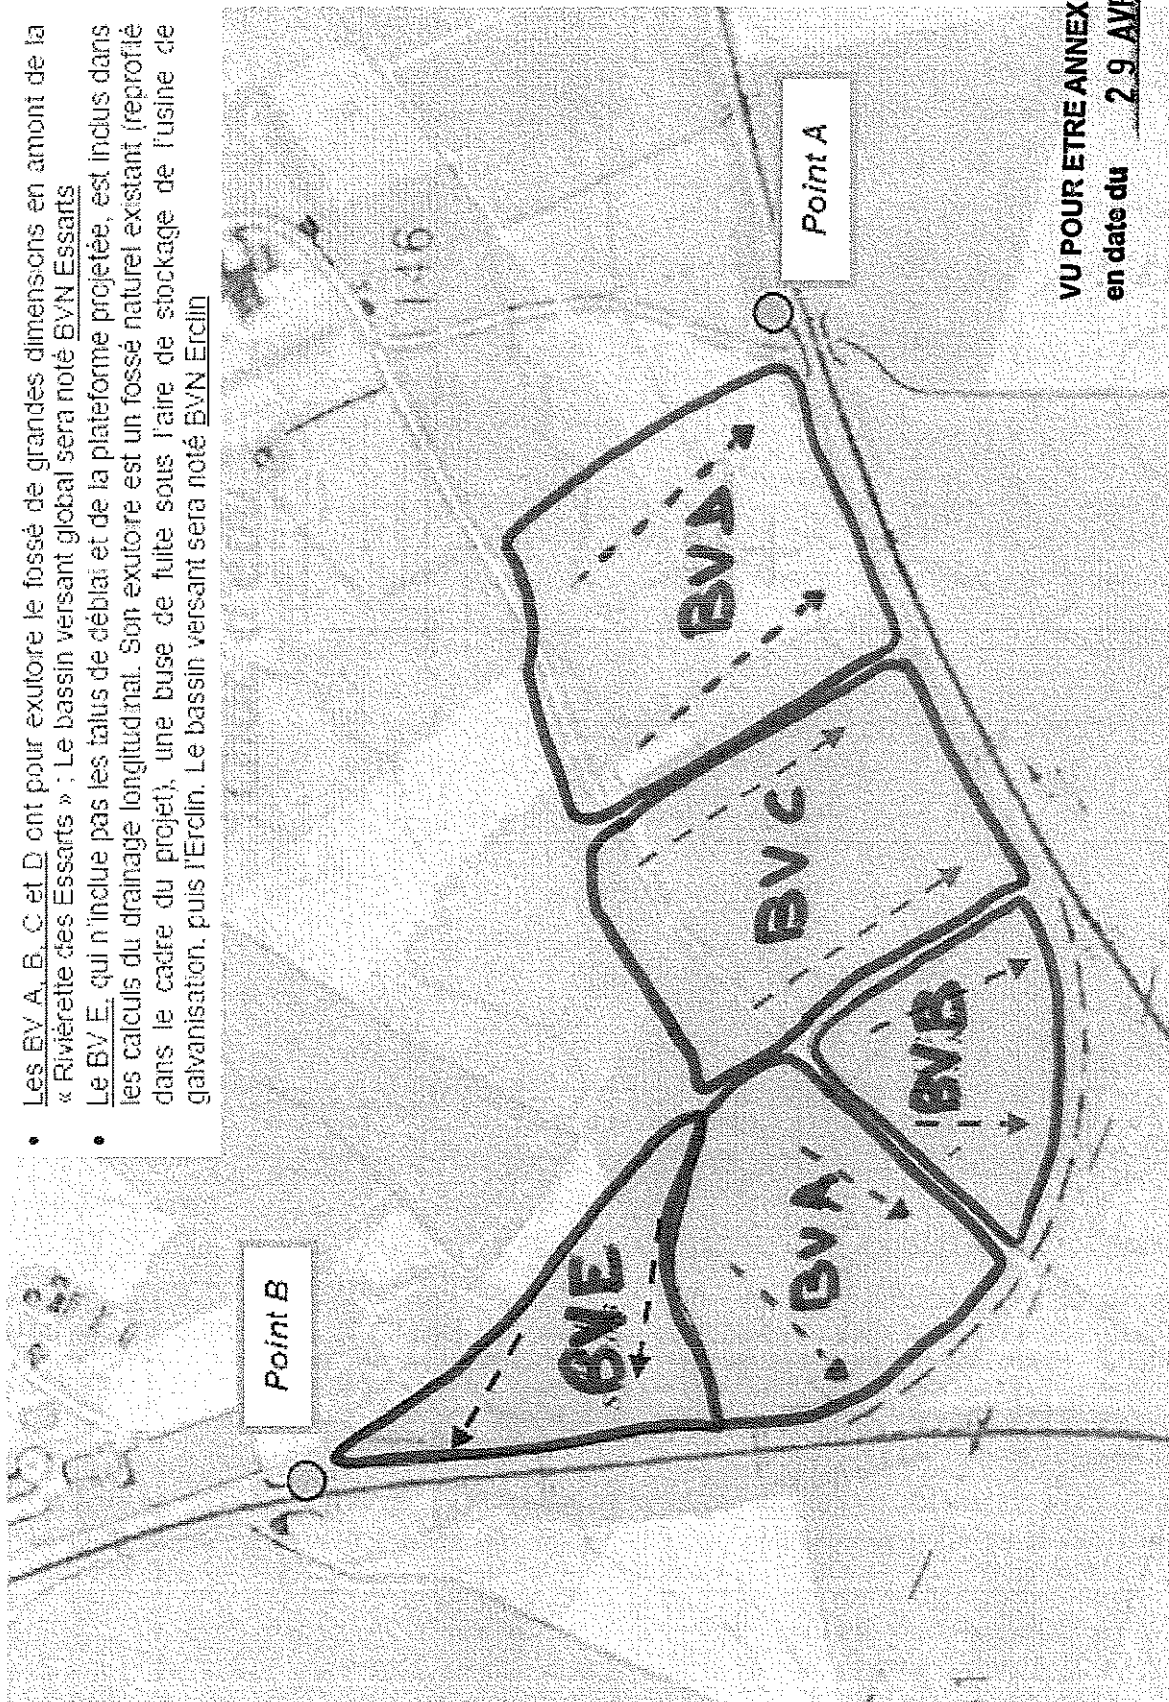 • Les BV A, B, C et D ont pour exutoire le fossé de grandes dimensions en amont de la
« Rivièrette des Essarts » ; Le bassin versant global sera noté BVN Essarts
• Le BV E, qui n'inclue pas les talus de déblai et de la plateforme projetée, est inclus dans
les calculs du drainage longitudinal. Son exutoire est un fossé naturel existant (reprofilé
dans le cadre du projet), une buse de fuite sous l'aire de stockage de l'usine de
galvanisation, puis l'Erclin. Le bassin versant sera noté BVN Erclin
Point B
116
Point A
BV E
BV A
BV B
BV C
BV D
VU POUR ETRE ANNEX
en date du 29 AVR